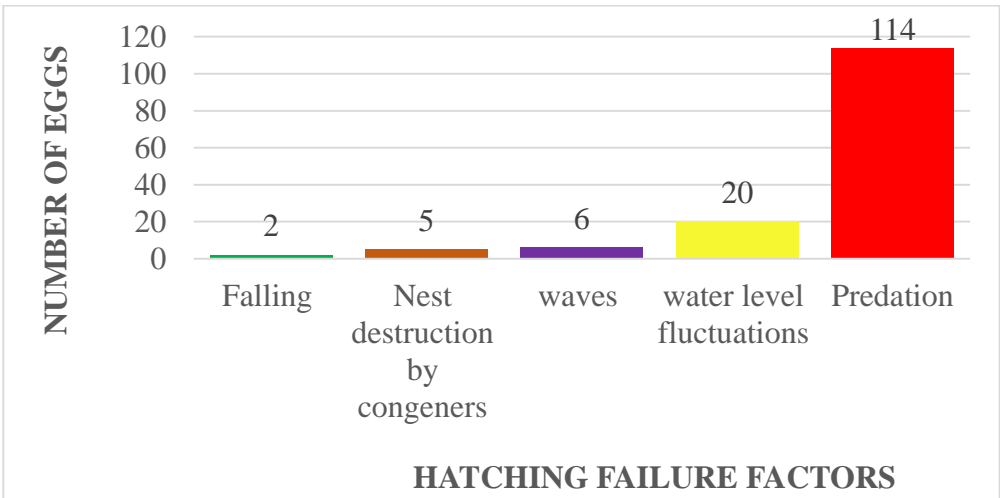 NUMBER OF EGGS
120
100
80
60
40
20
0
2
5
6
20
114
Falling
Nest
destruction
by
congeners
waves
water level
fluctuations
Predation
HATCHING FAILURE FACTORS